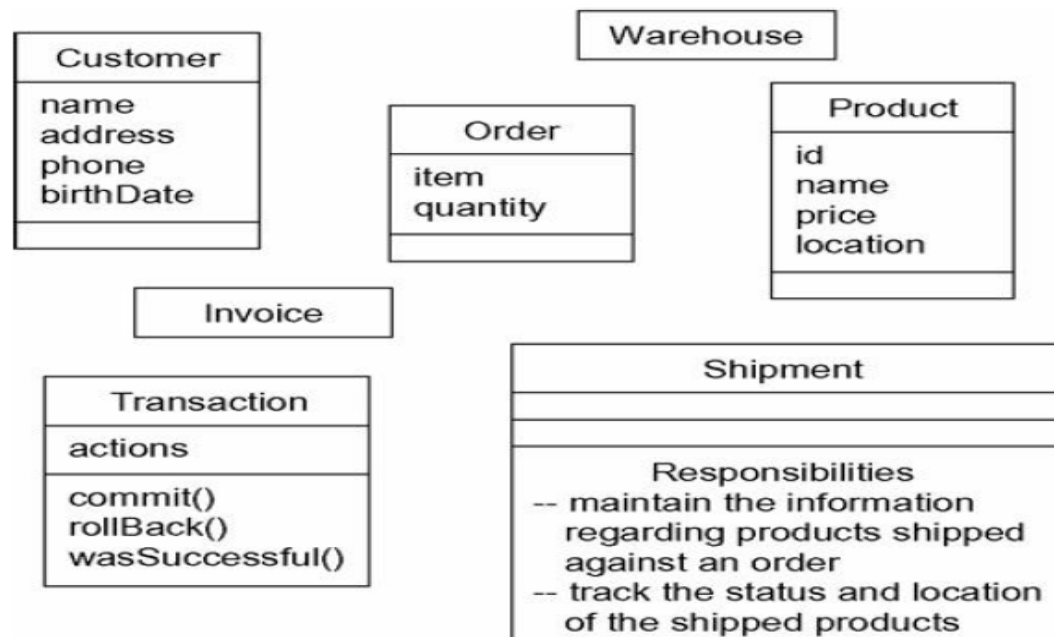 Customer
name
address
phone
birthDate
Warehouse
Order
item
quantity
Product
id
name
price
location
Invoice
Transaction
actions
commit()
rollBack()
wasSuccessful()
Shipment
Responsibilities
-- maintain the information
regarding products shipped
against an order
-- track the status and location
of the shipped products